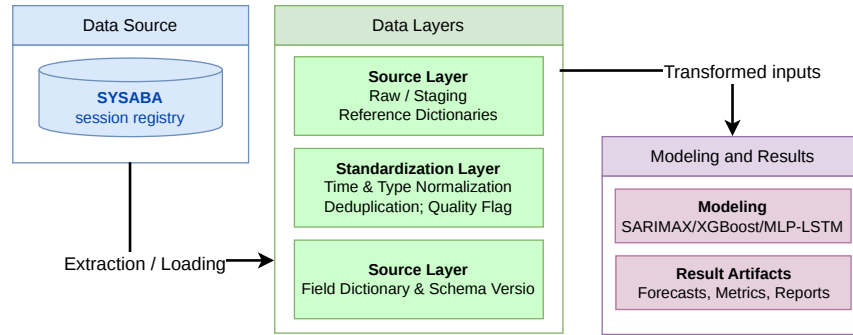 Data Source
SYSABA
session registry
Extraction / Loading
Data Layers
Source Layer
Raw / Staging
Reference Dictionaries
Standardization Layer
Time & Type Normalization
Deduplication; Quality Flag
Source Layer
Field Dictionary & Schema Versio
Transformed inputs
Modeling and Results
Modeling
SARIMAX/XGBoost/MLP-LSTM
Result Artifacts
Forecasts, Metrics, Reports